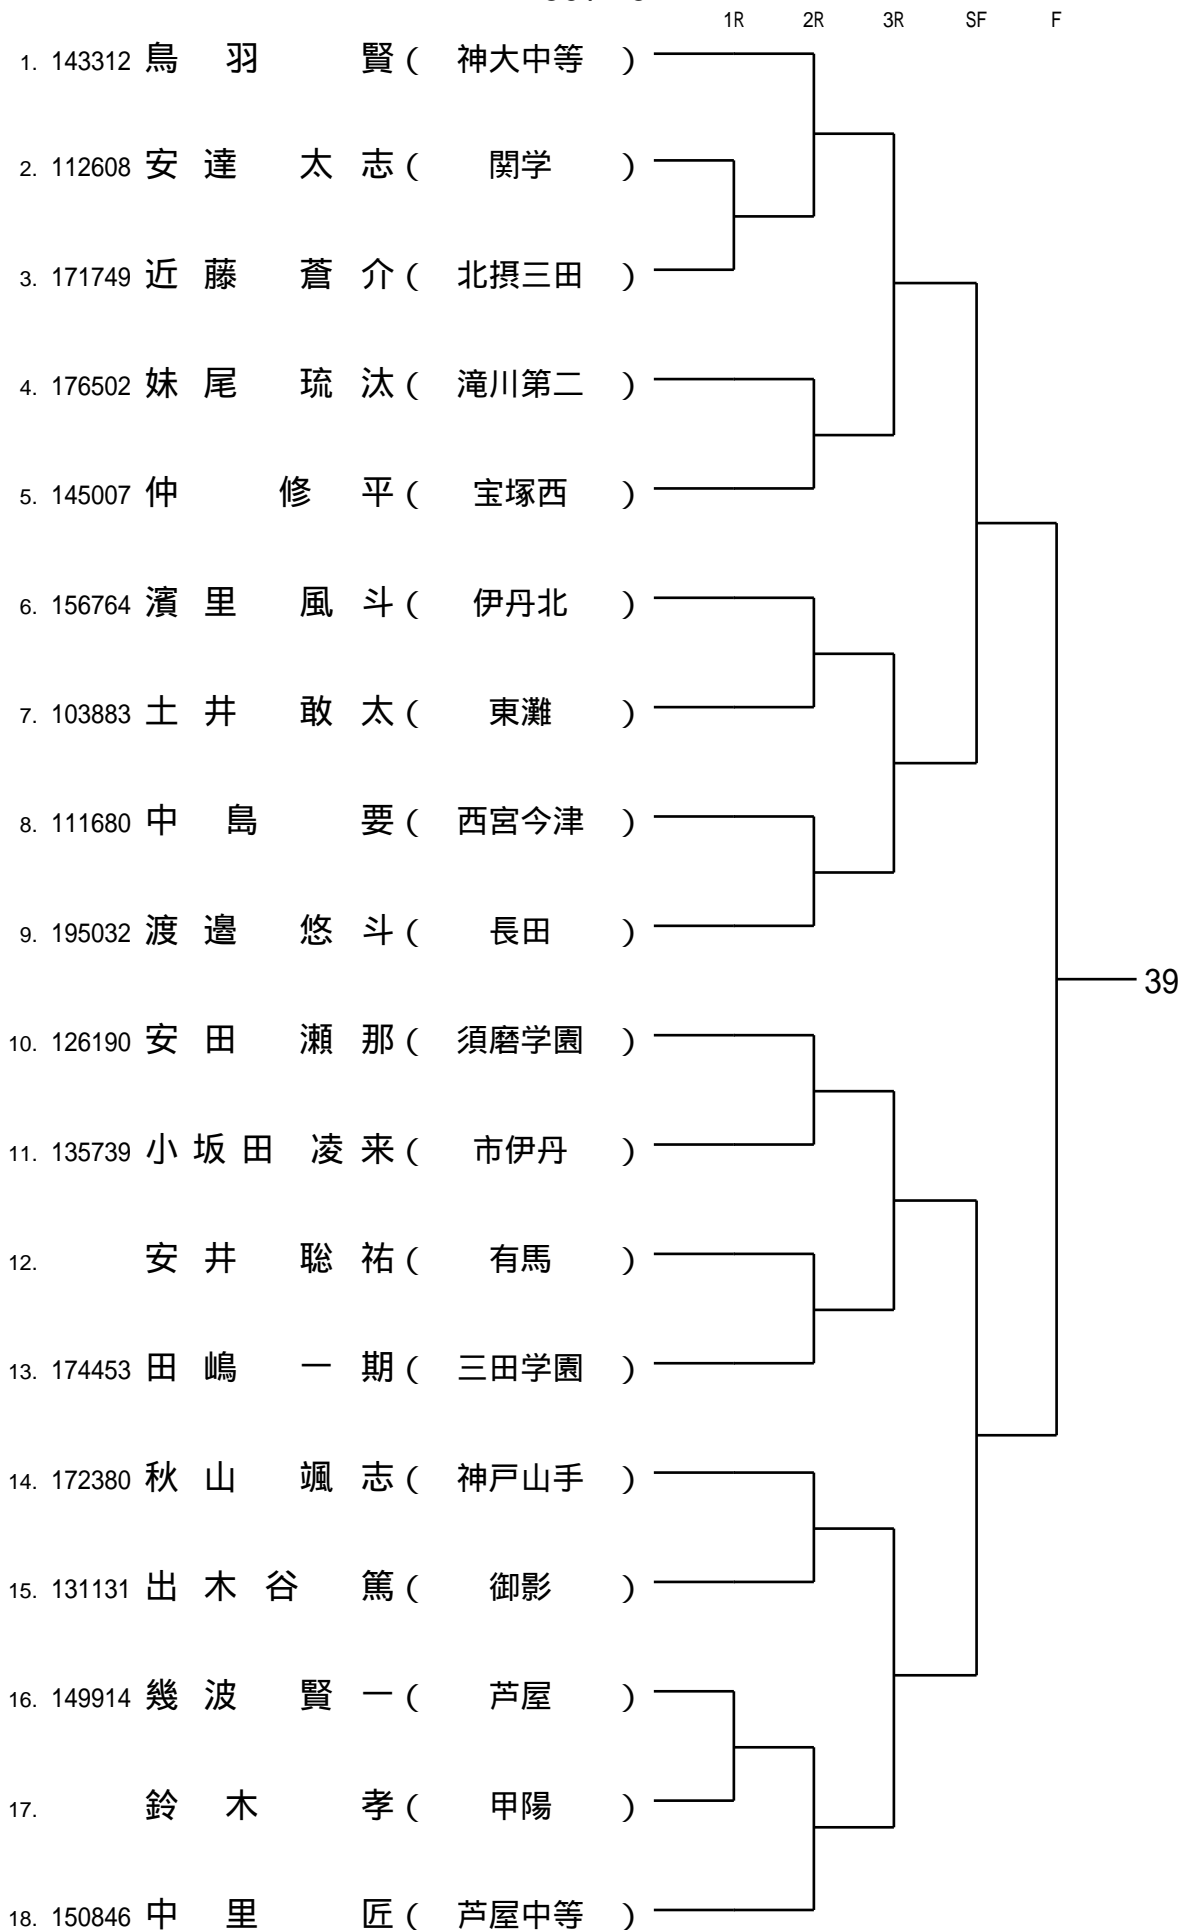 1R 2R 3R SF F
1. 143312 鳥 羽 賢 ( 神大中等 )
2. 112608 安 達 太 志 ( 関学 )
3. 171749 近 藤 蒼 介 ( 北摂三田 )
4. 176502 妹 尾 琉 汰 ( 滝川第二 )
5. 145007 仲 修 平 ( 宝塚西 )
6. 156764 濱 里 風 斗 ( 伊丹北 )
7. 103883 土 井 敢 太 ( 東灘 )
8. 111680 中 島 要 ( 西宮今津 )
9. 195032 渡 邉 悠 斗 ( 長田 )
39
10. 126190 安 田 瀬 那 ( 須磨学園 )
11. 135739 小 坂 田 凌 来 ( 市伊丹 )
12. 安 井 聡 祐 ( 有馬 )
13. 174453 田 嶋 一 期 ( 三田学園 )
14. 172380 秋 山 颯 志 ( 神戸山手 )
15. 131131 出 木 谷 篤 ( 御影 )
16. 149914 幾 波 賢 一 ( 芦屋 )
17. 鈴 木 孝 ( 甲陽 )
18. 150846 中 里 匠 ( 芦屋中等 )